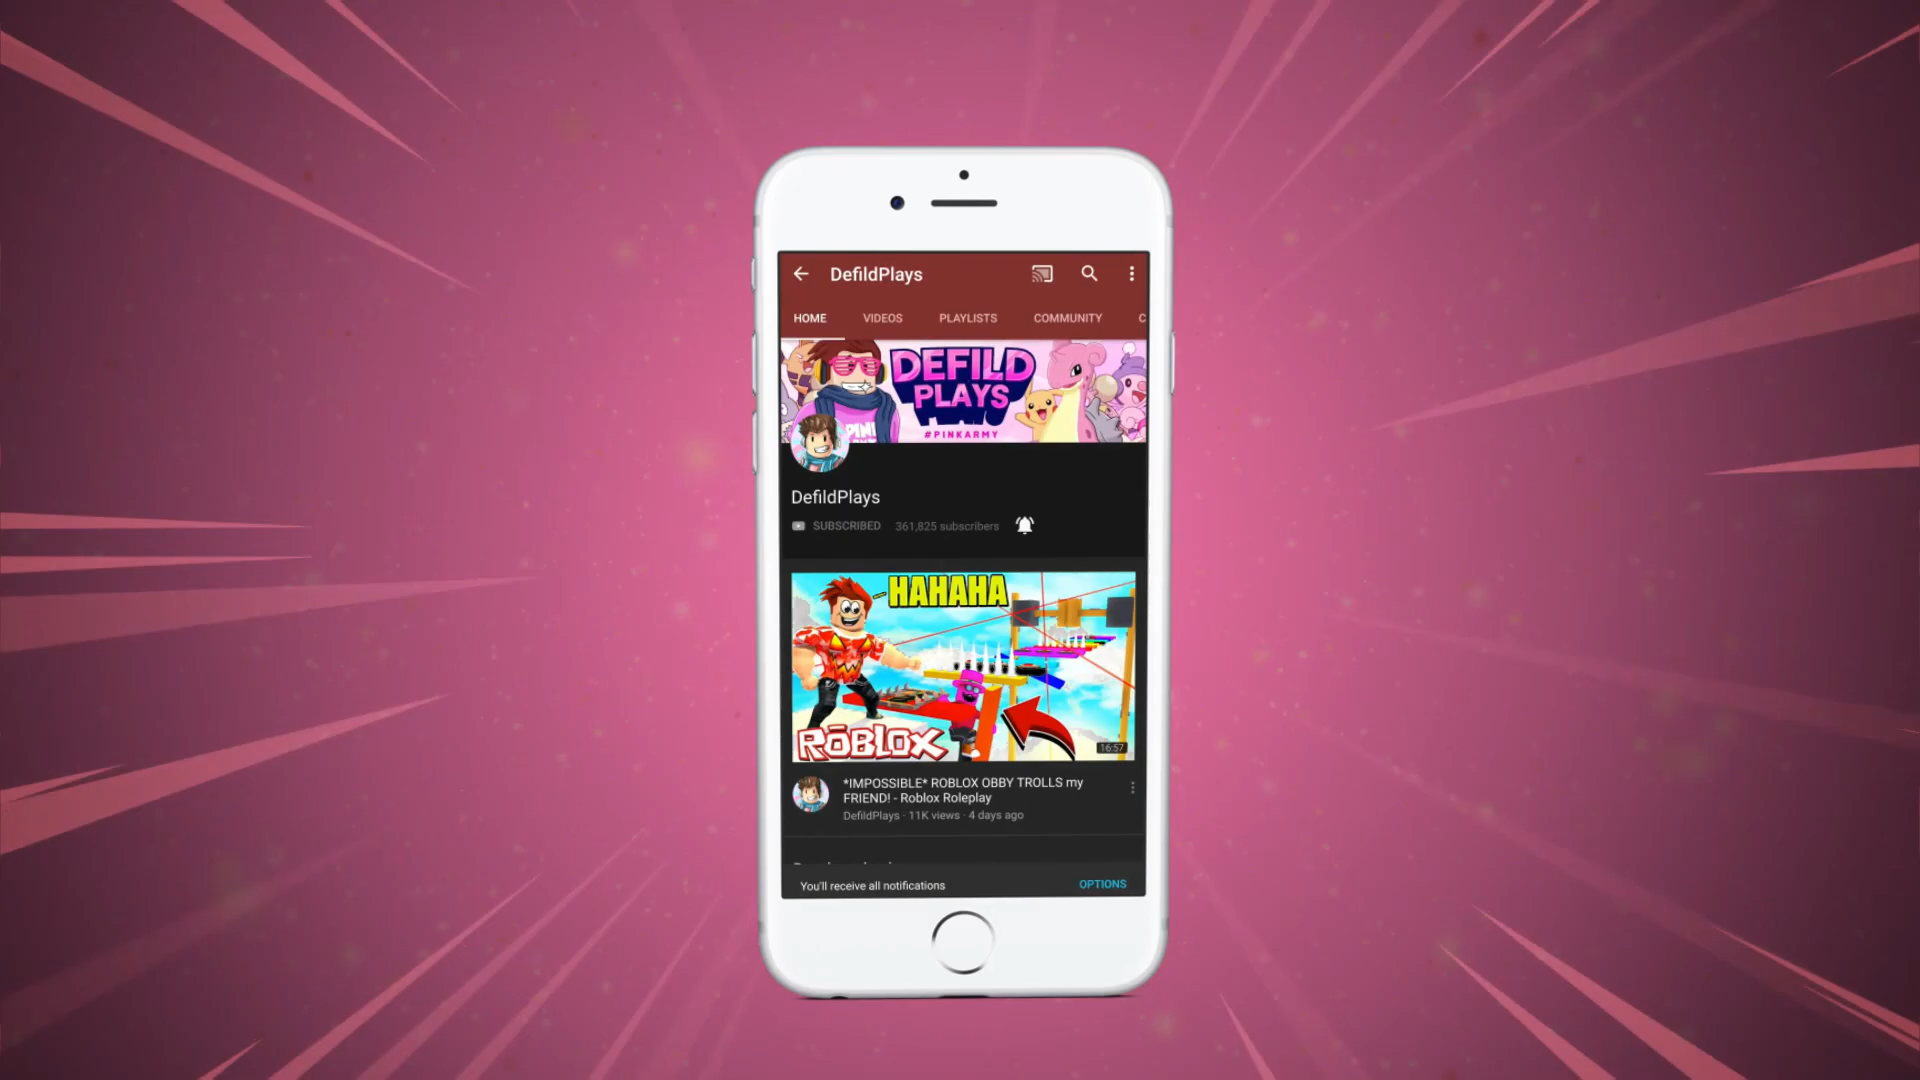 DefildPlays
HOME VIDEOS PLAYLISTS COMMUNITY C
DEFILD
PLAYS
#PINKARMY
DefildPlays
SUBSCRIBED 361,825 subscribers
HAHAHA
ROBLOX
16:57
*IMPOSSIBLE* ROBLOX OBBY TROLLS my
FRIEND! - Roblox Roleplay
DefildPlays · 11K views · 4 days ago
You'll receive all notifications OPTIONS